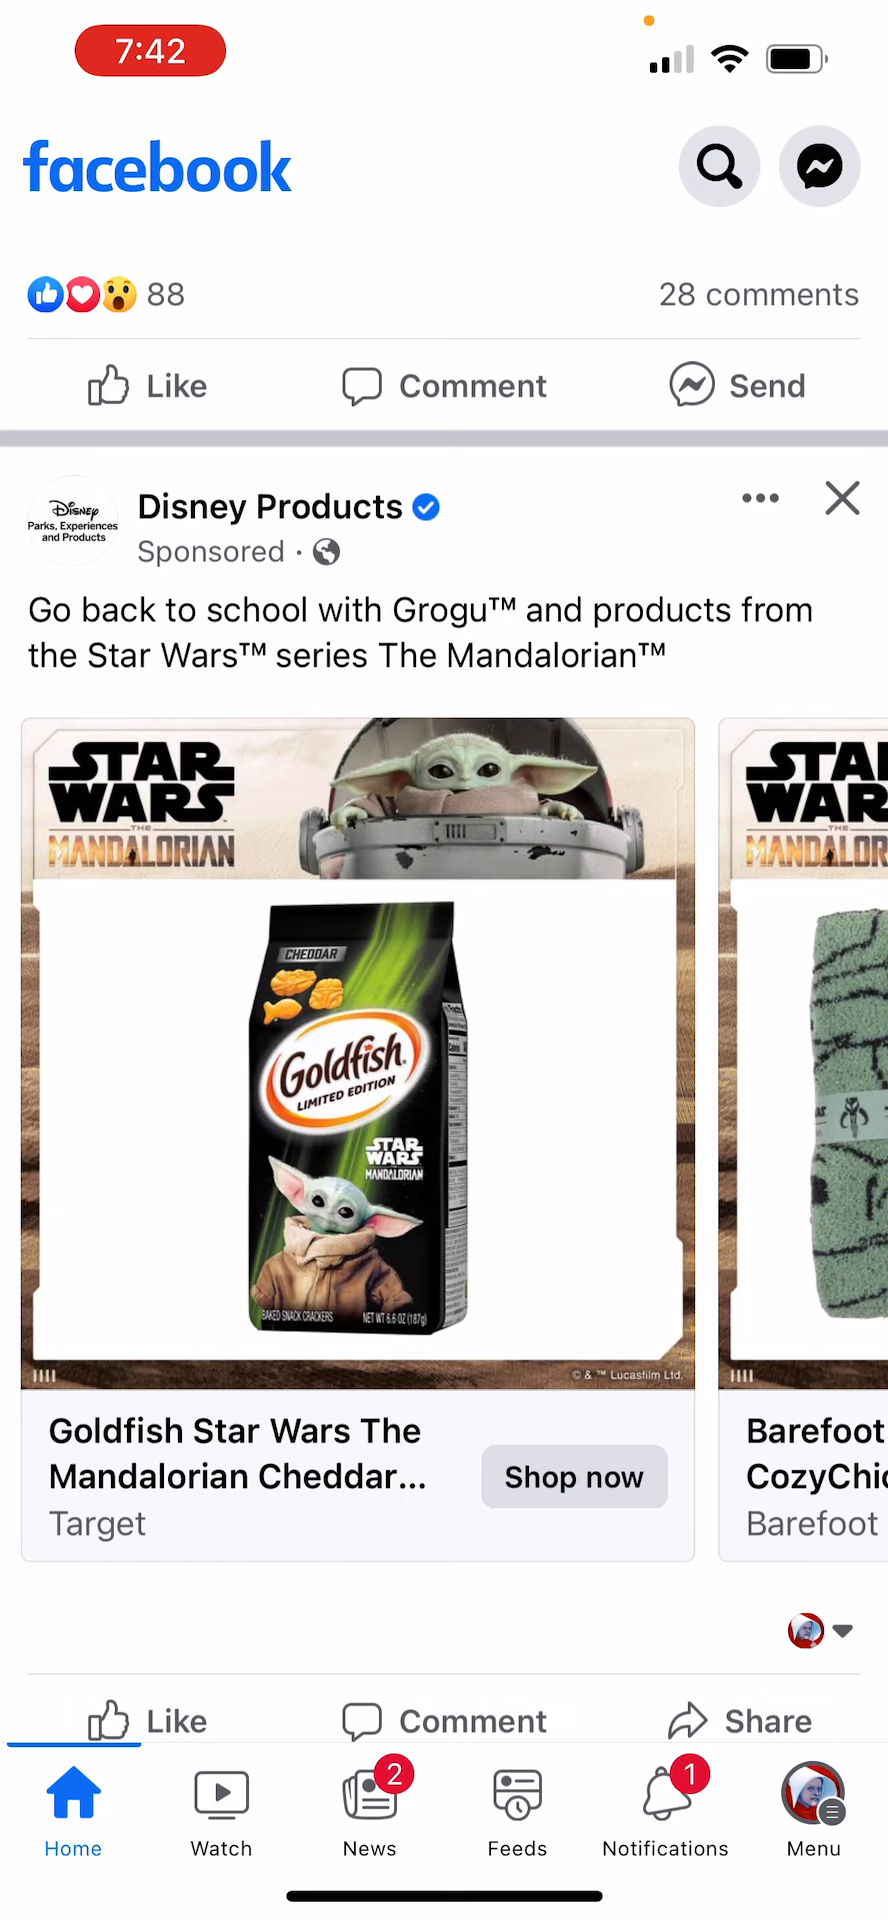 7:42
facebook
88
28 comments
Like
Comment
Send
Disney
Parks, Experiences
and Products
Disney Products
Sponsored ·
Go back to school with Grogu™ and products from
the Star Wars™ series The Mandalorian™
STAR
WARS
THE
MANDALORIAN
CHEDDAR
Goldfish
LIMITED EDITION
STAR
WARS
MANDALORIAN
BAKED SNACK CRACKERS
NET WT 6.6 OZ (187g)
© & ™ Lucasfilm Ltd.
Goldfish Star Wars The
Mandalorian Cheddar...
Target
Shop now
STAR
WAR
THE
MANDALOR
Barefoot
CozyChic
Barefoot
Like
Comment
Share
2
1
Home
Watch
News
Feeds
Notifications
Menu